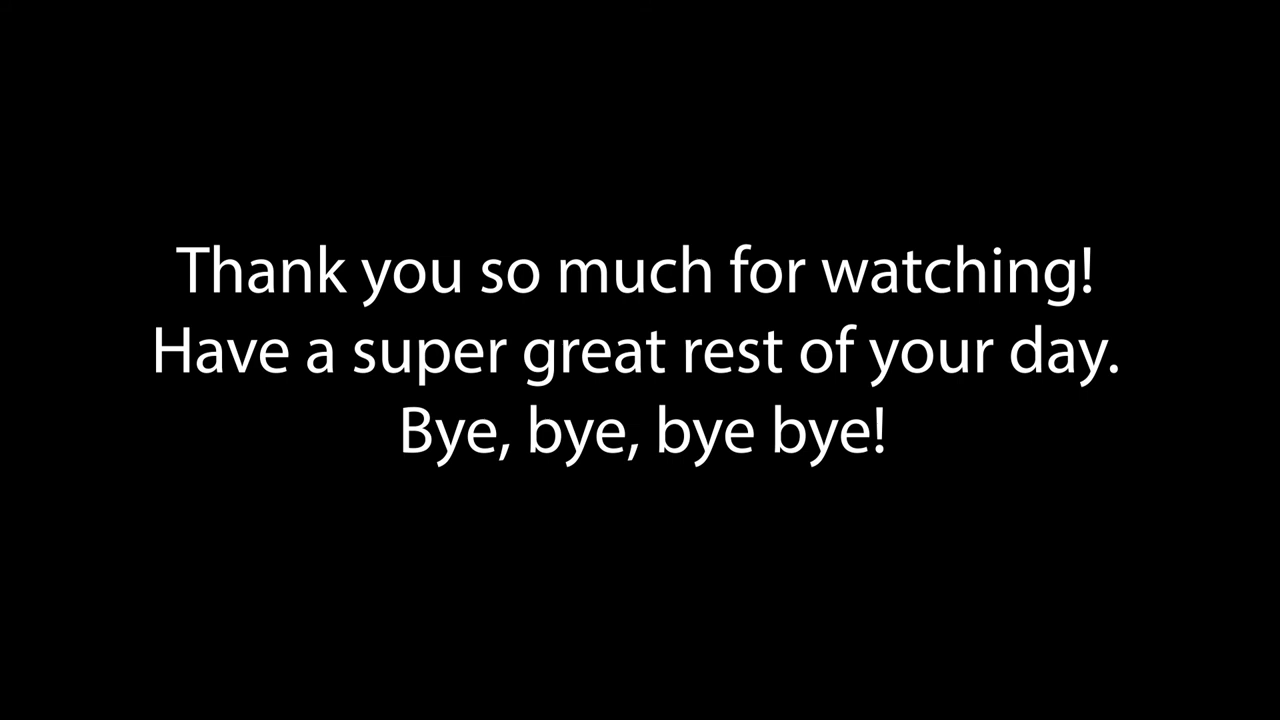 Thank you so much for watching!
Have a super great rest of your day.
Bye, bye, bye bye!